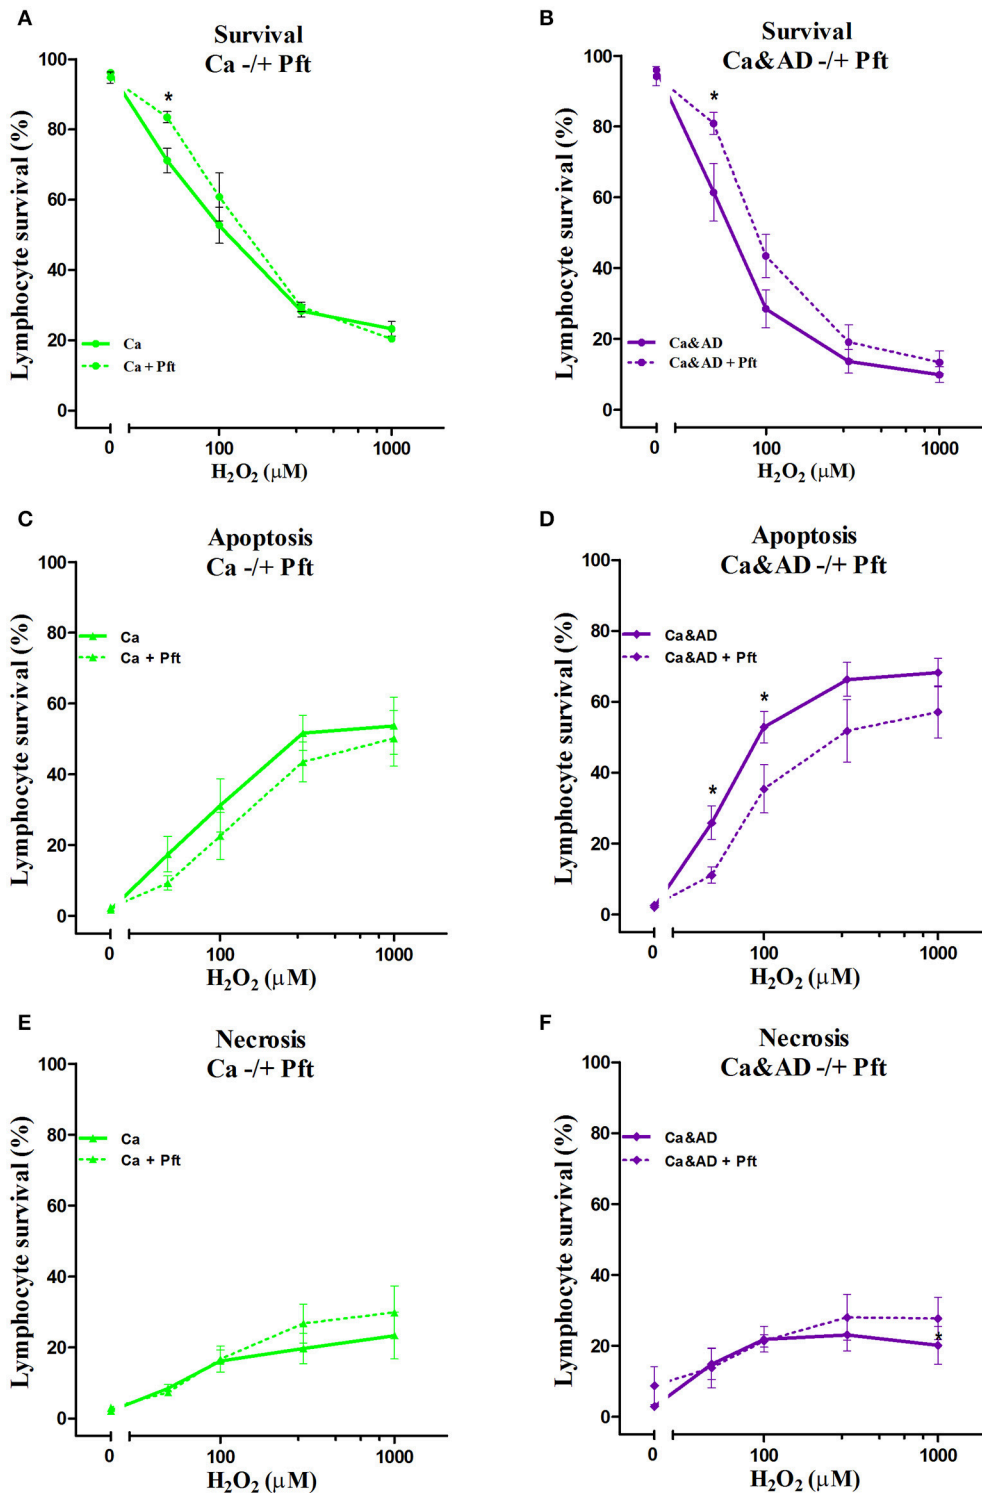 A
Survival
Ca -/+ Pft
Lymphocyte survival (%)
100
80
60
40
20
0
*
Ca
Ca + Pft
0
100
1000
H₂O₂ (μM)
B
Survival
Ca&AD -/+ Pft
Lymphocyte survival (%)
100
80
60
40
20
0
*
Ca&AD
Ca&AD + Pft
0
100
1000
H₂O₂ (μM)
C
Apoptosis
Ca -/+ Pft
Lymphocyte survival (%)
100
80
60
40
20
0
Ca
Ca + Pft
0
100
1000
H₂O₂ (μM)
D
Apoptosis
Ca&AD -/+ Pft
Lymphocyte survival (%)
100
80
60
40
20
0
Ca&AD
Ca&AD + Pft
*
*
0
100
1000
H₂O₂ (μM)
E
Necrosis
Ca -/+ Pft
Lymphocyte survival (%)
100
80
60
40
20
0
Ca
Ca + Pft
0
100
1000
H₂O₂ (μM)
F
Necrosis
Ca&AD -/+ Pft
Lymphocyte survival (%)
100
80
60
40
20
0
Ca&AD
Ca&AD + Pft
*
0
100
1000
H₂O₂ (μM)